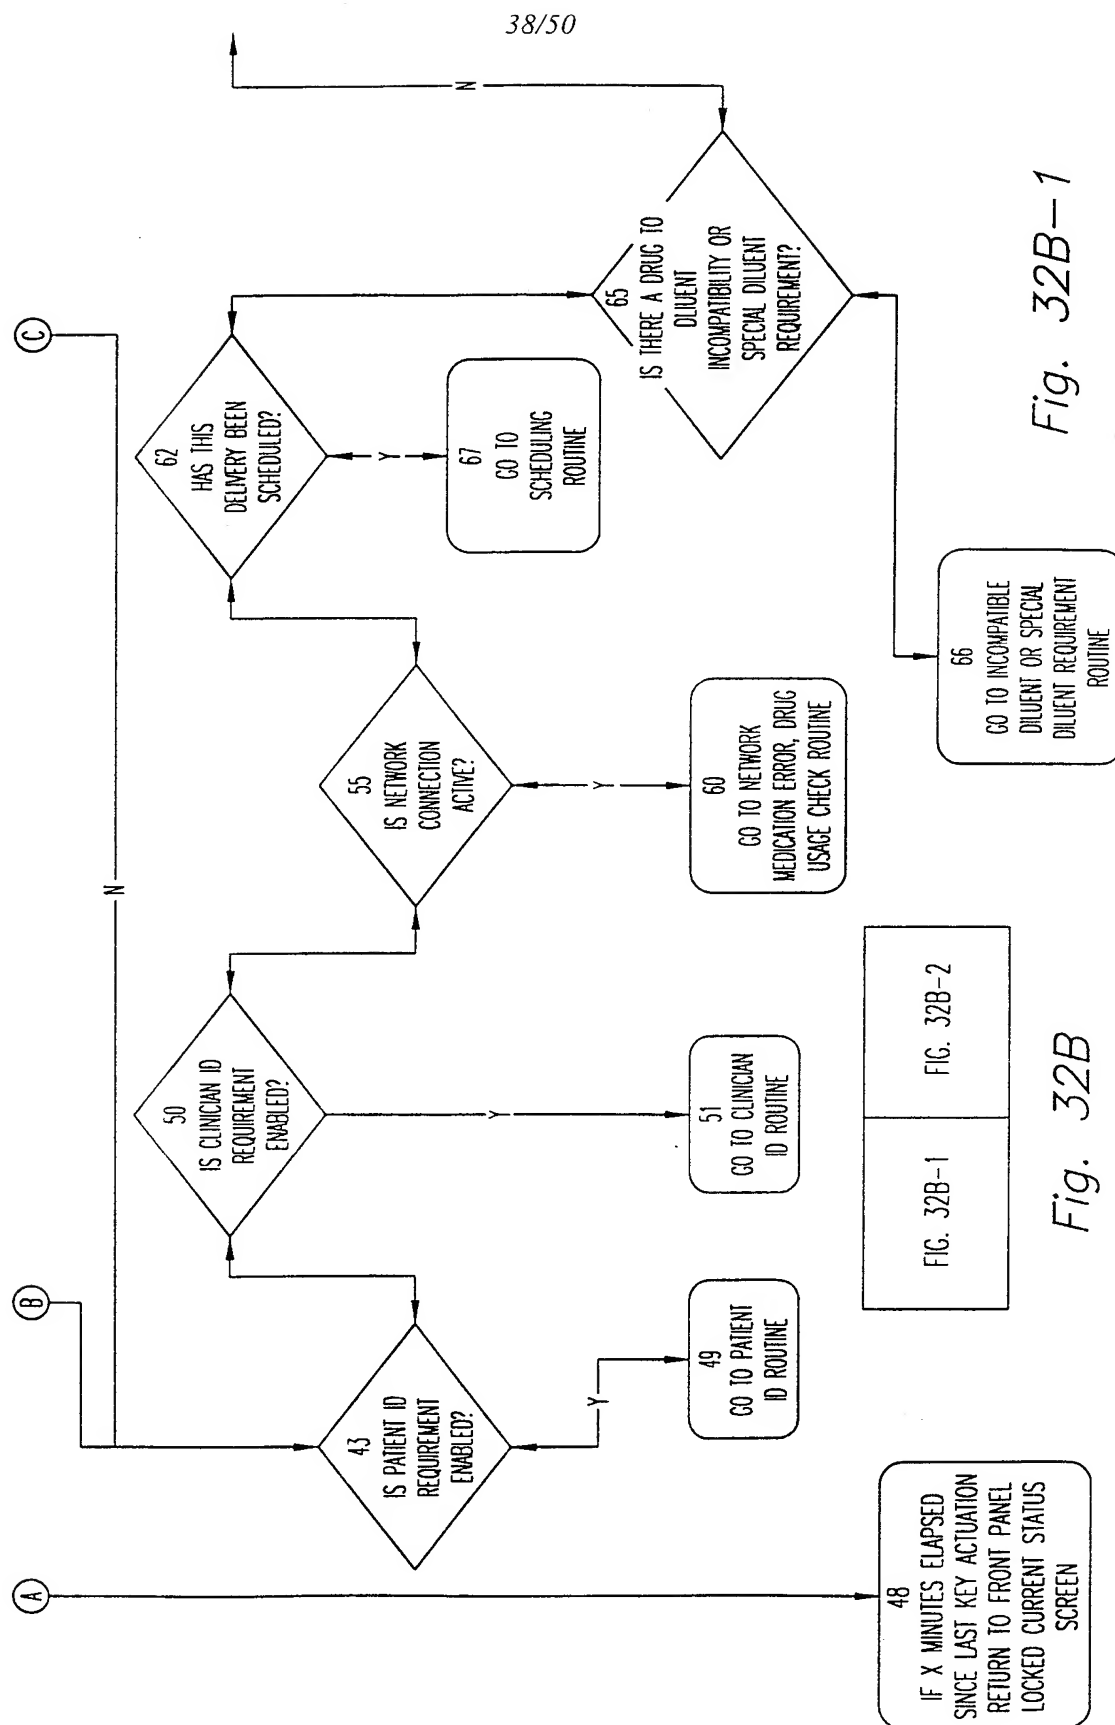 38/50
A
48
IF X MINUTES ELAPSED
SINCE LAST KEY ACTUATION
RETURN TO FRONT PANEL
LOCKED CURRENT STATUS
SCREEN
B
C
N
43
IS PATIENT ID
REQUIREMENT
ENABLED?
Y
49
GO TO PATIENT
ID ROUTINE
50
IS CLINICIAN ID
REQUIREMENT
ENABLED?
Y
51
GO TO CLINICIAN
ID ROUTINE
55
IS NETWORK
CONNECTION
ACTIVE?
Y
60
GO TO NETWORK
MEDICATION ERROR, DRUG
USAGE CHECK ROUTINE
62
HAS THIS
DELIVERY BEEN
SCHEDULED?
Y
67
GO TO
SCHEDULING
ROUTINE
65
IS THERE A DRUG TO
DLIUENT
INCOMPATIBILITY OR
SPECIAL DILUENT
REQUIREMENT?
N
66
GO TO INCOMPATIBLE
DILUENT OR SPECIAL
DILUENT REQUIREMENT
ROUTINE
FIG. 32B-1
FIG. 32B-2
Fig. 32B
Fig. 32B-1